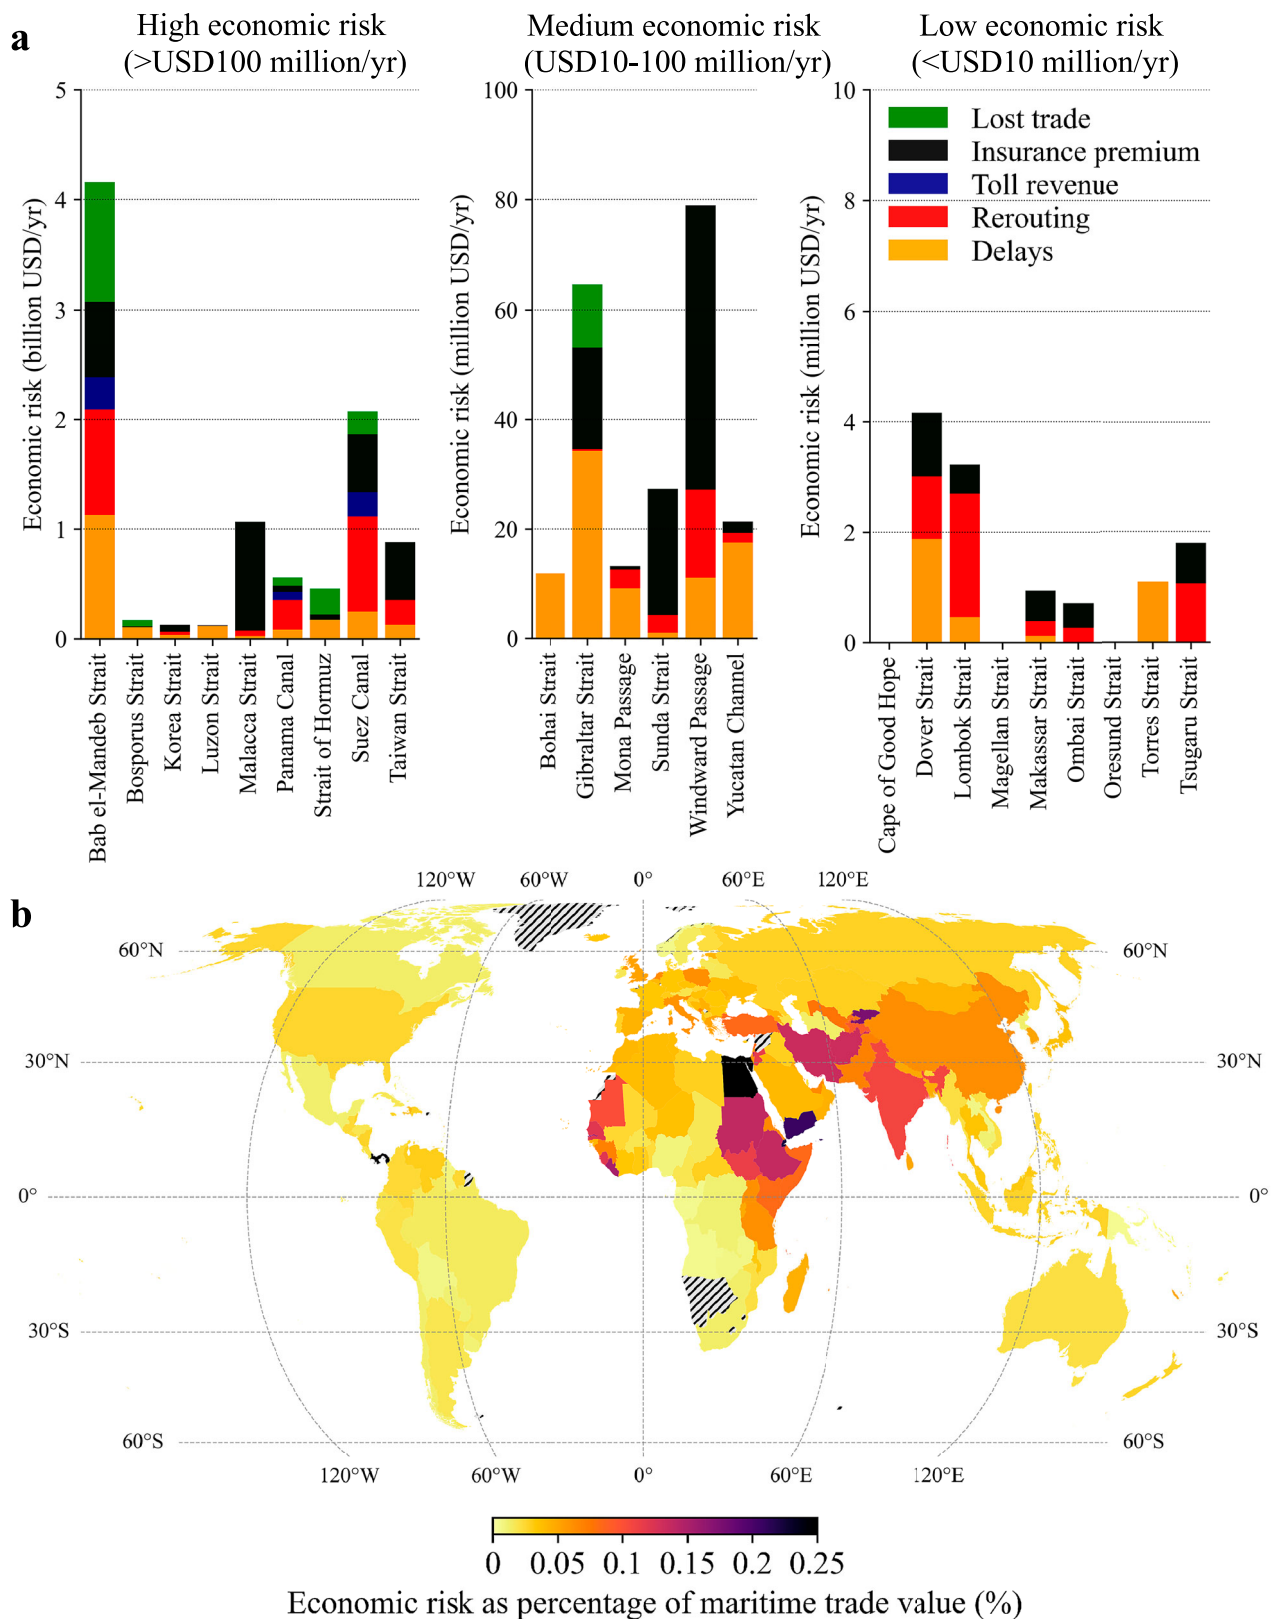 a
High economic risk
(>USD100 million/yr)
Medium economic risk
(USD10-100 million/yr)
Low economic risk
(<USD10 million/yr)
Economic risk (billion USD/yr)
5
4
3
2
1
0
Bab el-Mandeb Strait
Bosporus Strait
Korea Strait
Luzon Strait
Malacca Strait
Panama Canal
Strait of Hormuz
Suez Canal
Taiwan Strait
Economic risk (million USD/yr)
100
80
60
40
20
0
Bohai Strait
Gibraltar Strait
Mona Passage
Sunda Strait
Windward Passage
Yucatan Channel
Economic risk (million USD/yr)
10
8
6
4
2
0
Lost trade
Insurance premium
Toll revenue
Rerouting
Delays
Cape of Good Hope
Dover Strait
Lombok Strait
Magellan Strait
Makassar Strait
Ombai Strait
Oresund Strait
Torres Strait
Tsugaru Strait
b
120°W 60°W 0° 60°E 120°E
60°N 60°N
30°N 30°N
0° 0°
30°S 30°S
60°S 60°S
120°W 60°W 0° 60°E 120°E
0 0.05 0.1 0.15 0.2 0.25
Economic risk as percentage of maritime trade value (%)